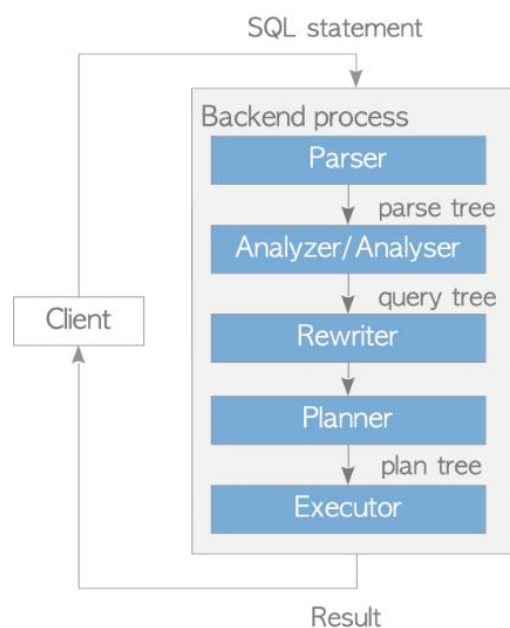 SQL statement
Backend process
Parser
parse tree
Analyzer/Analyser
query tree
Client
Rewriter
Planner
plan tree
Executor
Result